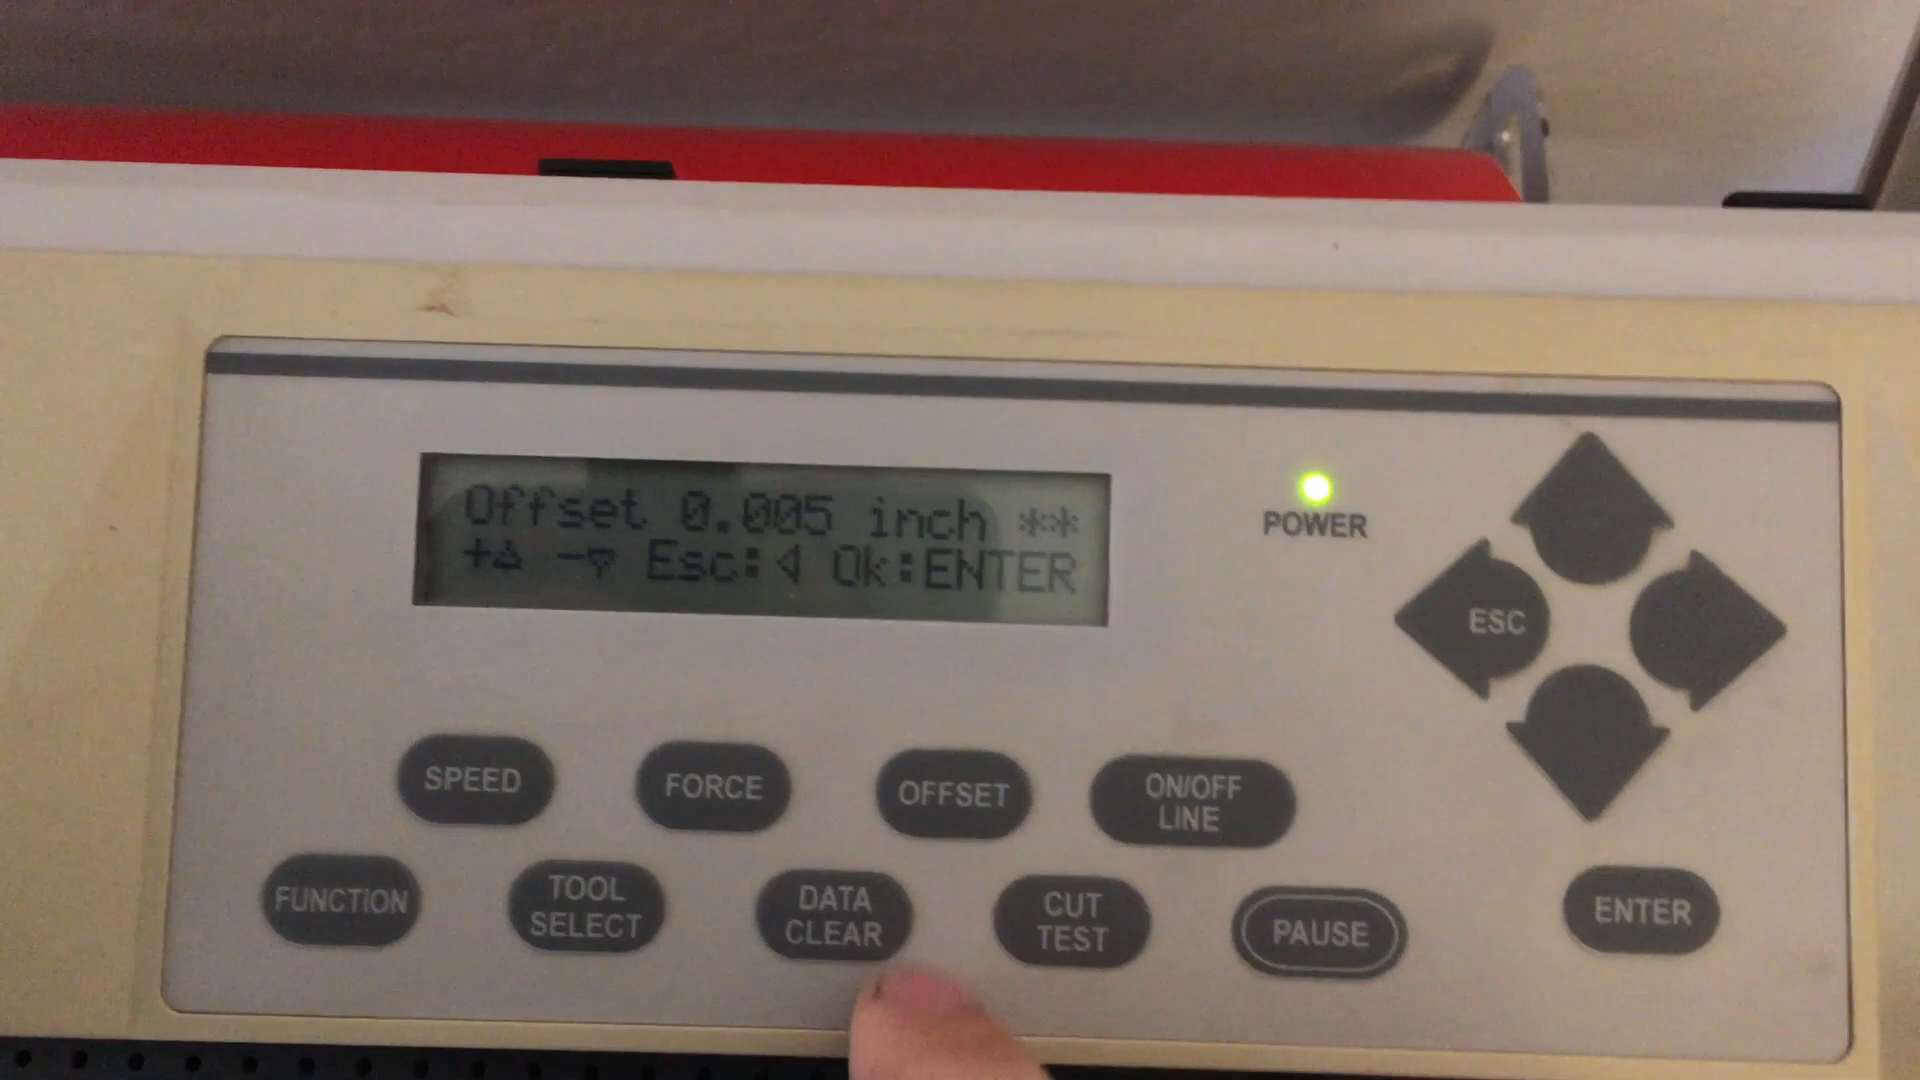 Offset 0.005 inch **
+△ -▽ Esc:◁ Ok:ENTER
POWER
ESC
SPEED
FORCE
OFFSET
ON/OFF
LINE
FUNCTION
TOOL
SELECT
DATA
CLEAR
CUT
TEST
PAUSE
ENTER